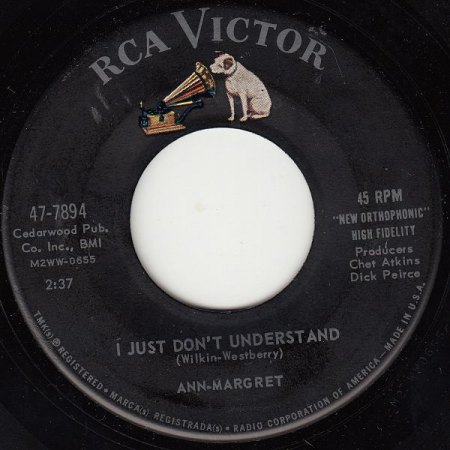 RCA VICTOR
47-7894
Cedarwood Pub.
Co. Inc., BMI
M2WW-0655
2:37
45 RPM
"NEW ORTHOPHONIC"
HIGH FIDELITY
Producers
Chet Atkins
Dick Peirce
I JUST DON'T UNDERSTAND
(Wilkin-Westberry)
ANN-MARGRET
TMK(s) ® REGISTERED • MARCA(s) REGISTRADA(s) • RADIO CORPORATION OF AMERICA — MADE IN U.S.A.